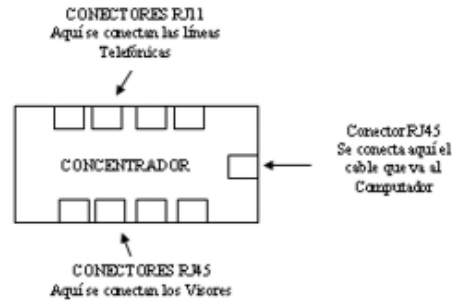 CONECTORES RJ11
Aquí se conectan las líneas
Telefónicas
CONCENTRADOR
Conector RJ45
Se conecta aquí el
cable que va al
Computador
CONECTORES RJ45
Aquí se conectan los Visores